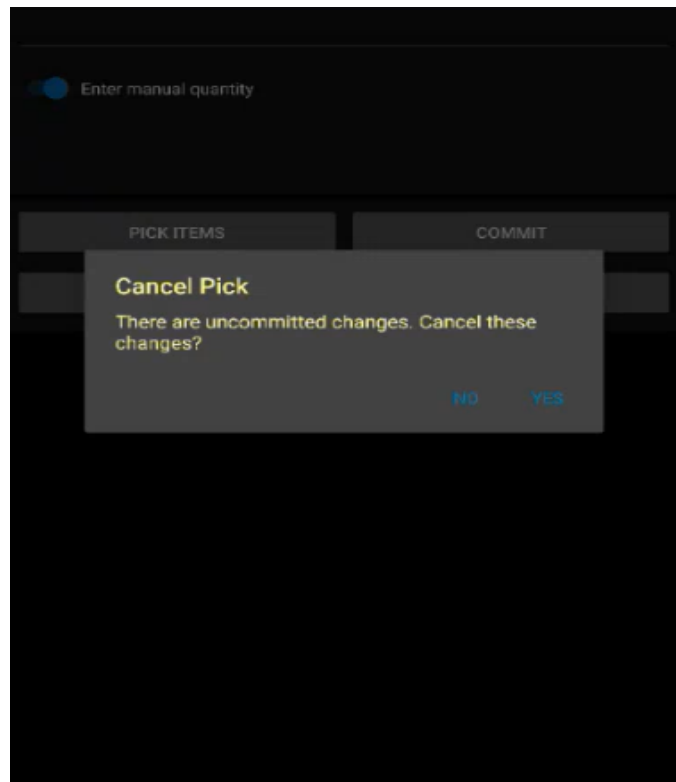 Enter manual quantity
PICK ITEMS
COMMIT
Cancel Pick
There are uncommitted changes. Cancel these
changes?
NO
YES